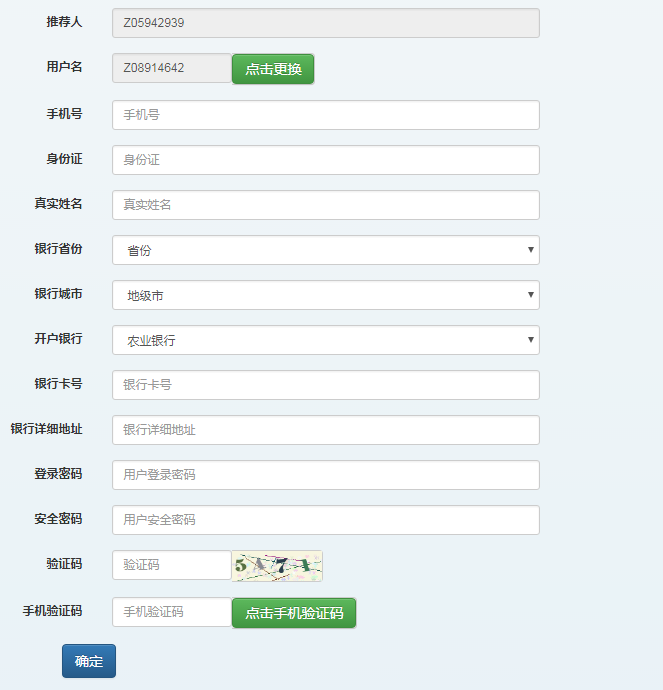 推荐人 Z05942939
用户名 Z08914642 点击更换
手机号 手机号
身份证 身份证
真实姓名 真实姓名
银行省份 省份
银行城市 地级市
开户银行 农业银行
银行卡号 银行卡号
银行详细地址 银行详细地址
登录密码 用户登录密码
安全密码 用户安全密码
验证码 验证码 5A7A
手机验证码 手机验证码 点击手机验证码
确定